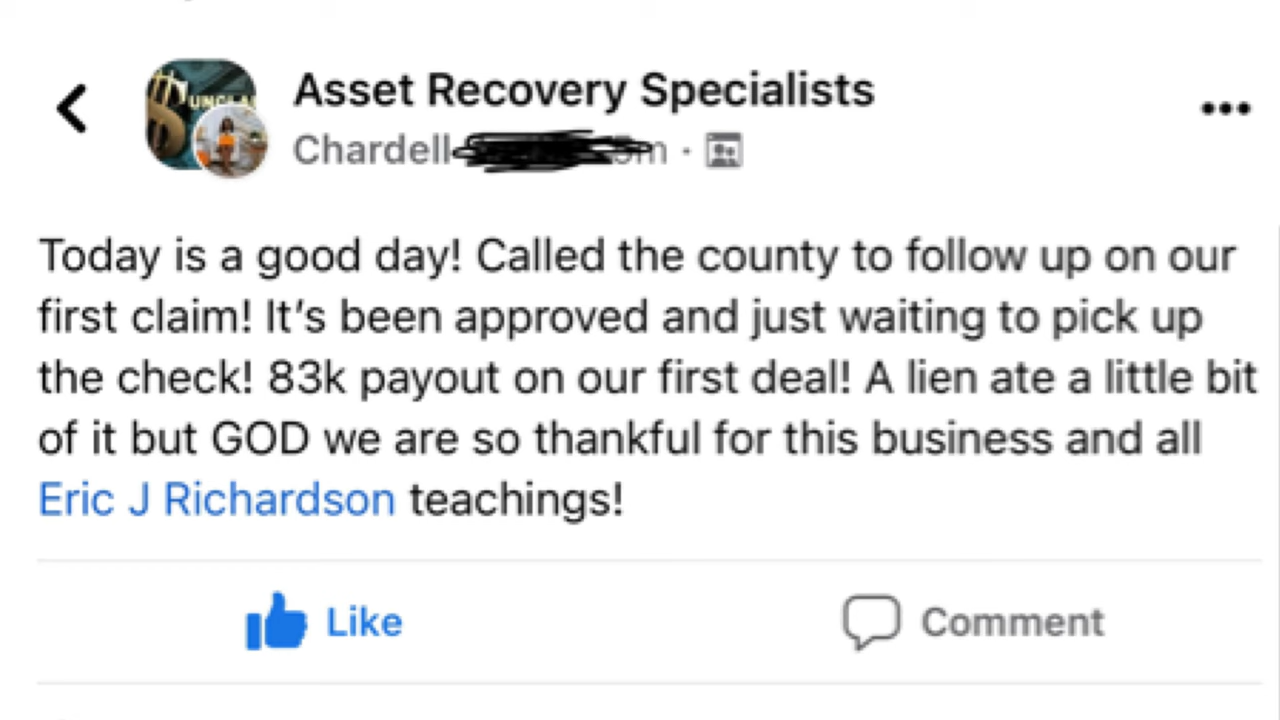 Asset Recovery Specialists
Chardell 5m ·
Today is a good day! Called the county to follow up on our
first claim! It’s been approved and just waiting to pick up
the check! 83k payout on our first deal! A lien ate a little bit
of it but GOD we are so thankful for this business and all
Eric J Richardson teachings!
Like
Comment